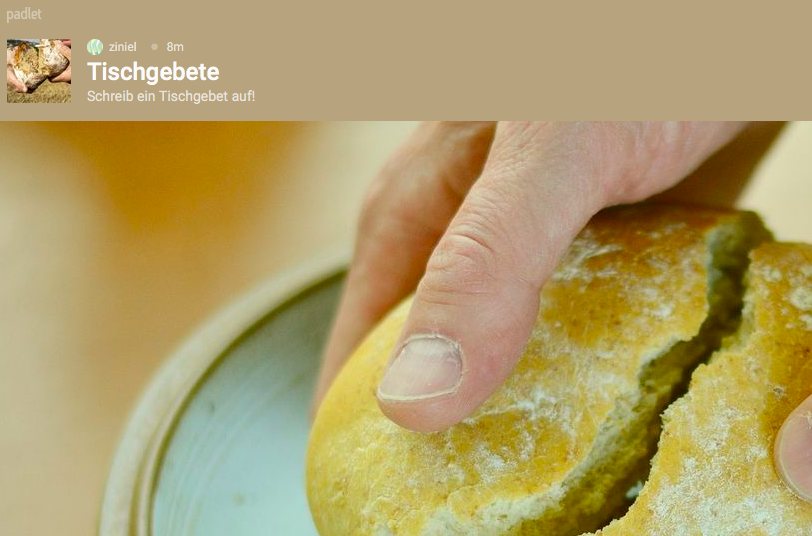 padlet
ziniel • 8m
Tischgebete
Schreib ein Tischgebet auf!